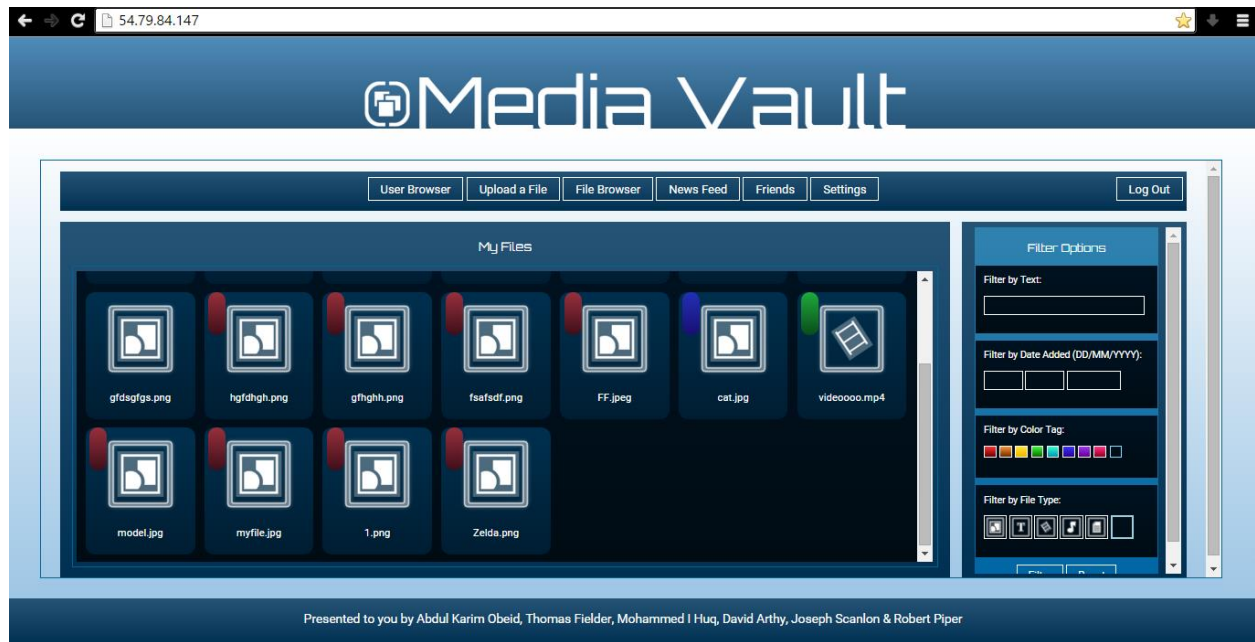 54.79.84.147
Media Vault
User Browser Upload a File File Browser News Feed Friends Settings Log Out
My Files
gfdsgfgs.png hgfdhgh.png gfhghh.png fsafsdf.png FF.jpeg cat.jpg videoooo.mp4
model.jpg myfile.jpg 1.png Zelda.png
Filter Options
Filter by Text:
Filter by Date Added (DD/MM/YYYY):
Filter by Color Tag:
Filter by File Type:
T
Presented to you by Abdul Karim Obeid, Thomas Fielder, Mohammed I Huq, David Arthy, Joseph Scanlon & Robert Piper